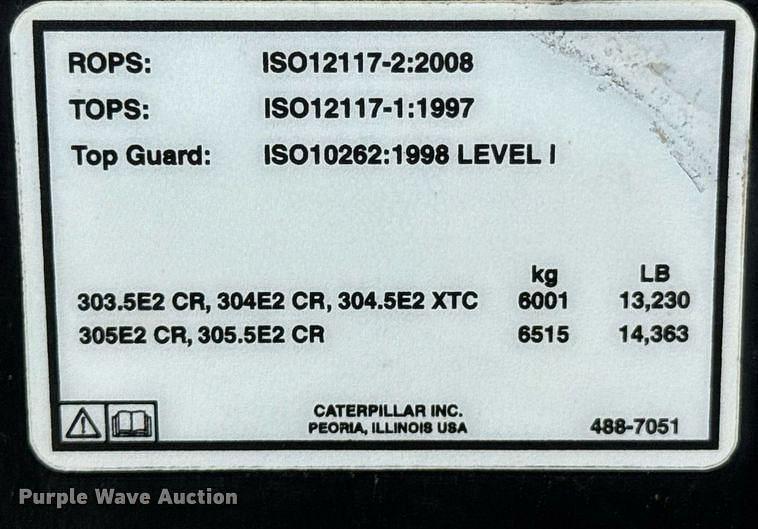 ROPS: ISO12117-2:2008
TOPS: ISO12117-1:1997
Top Guard: ISO10262:1998 LEVEL I
kg LB
303.5E2 CR, 304E2 CR, 304.5E2 XTC 6001 13,230
305E2 CR, 305.5E2 CR 6515 14,363
CATERPILLAR INC.
PEORIA, ILLINOIS USA 488-7051
Purple Wave Auction